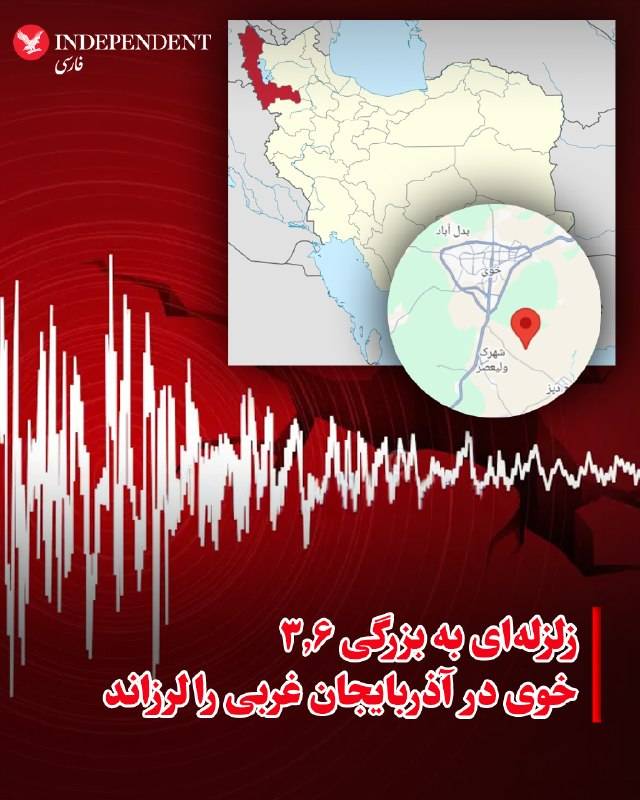 INDEPENDENT
فارسی
بدل آباد
خوی
شهرک
ولیعصر
دیز
زلزله‌ای به بزرگی ۳٫۶
خوی در آذربایجان غربی را لرزاند